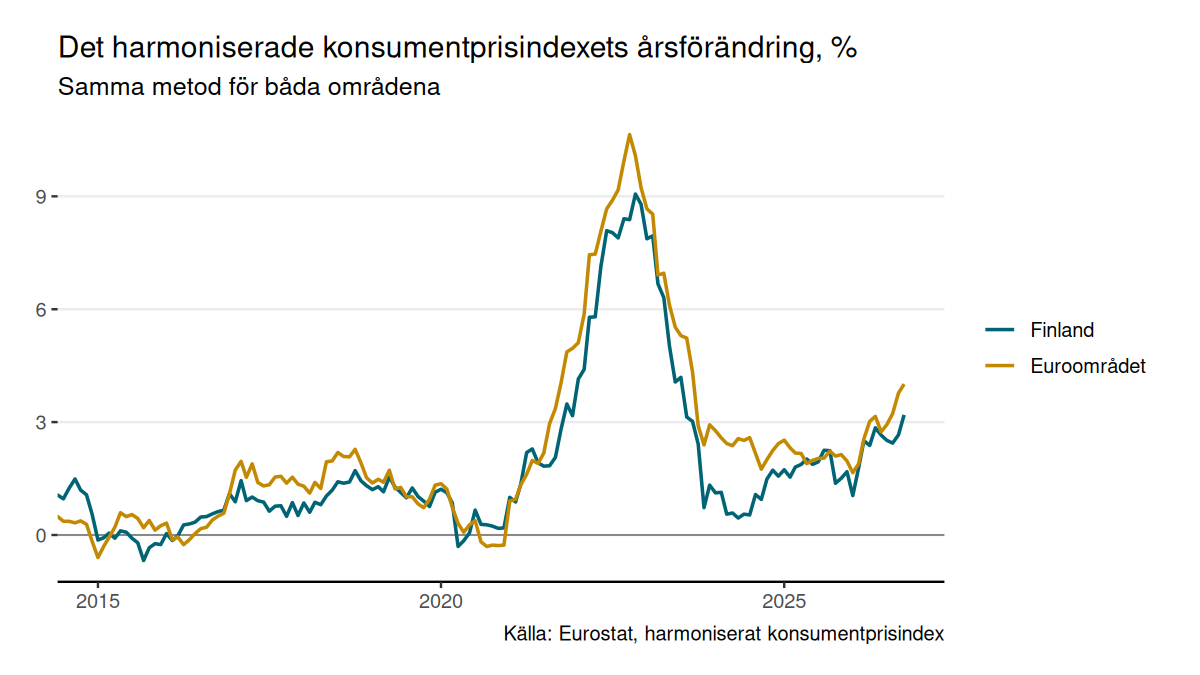 Det harmoniserade konsumentprisindexets årsförändring, %
Samma metod för båda områdena
9
6
3
0
2015 2020 2025
Finland
Euroområdet
Källa: Eurostat, harmoniserat konsumentprisindex